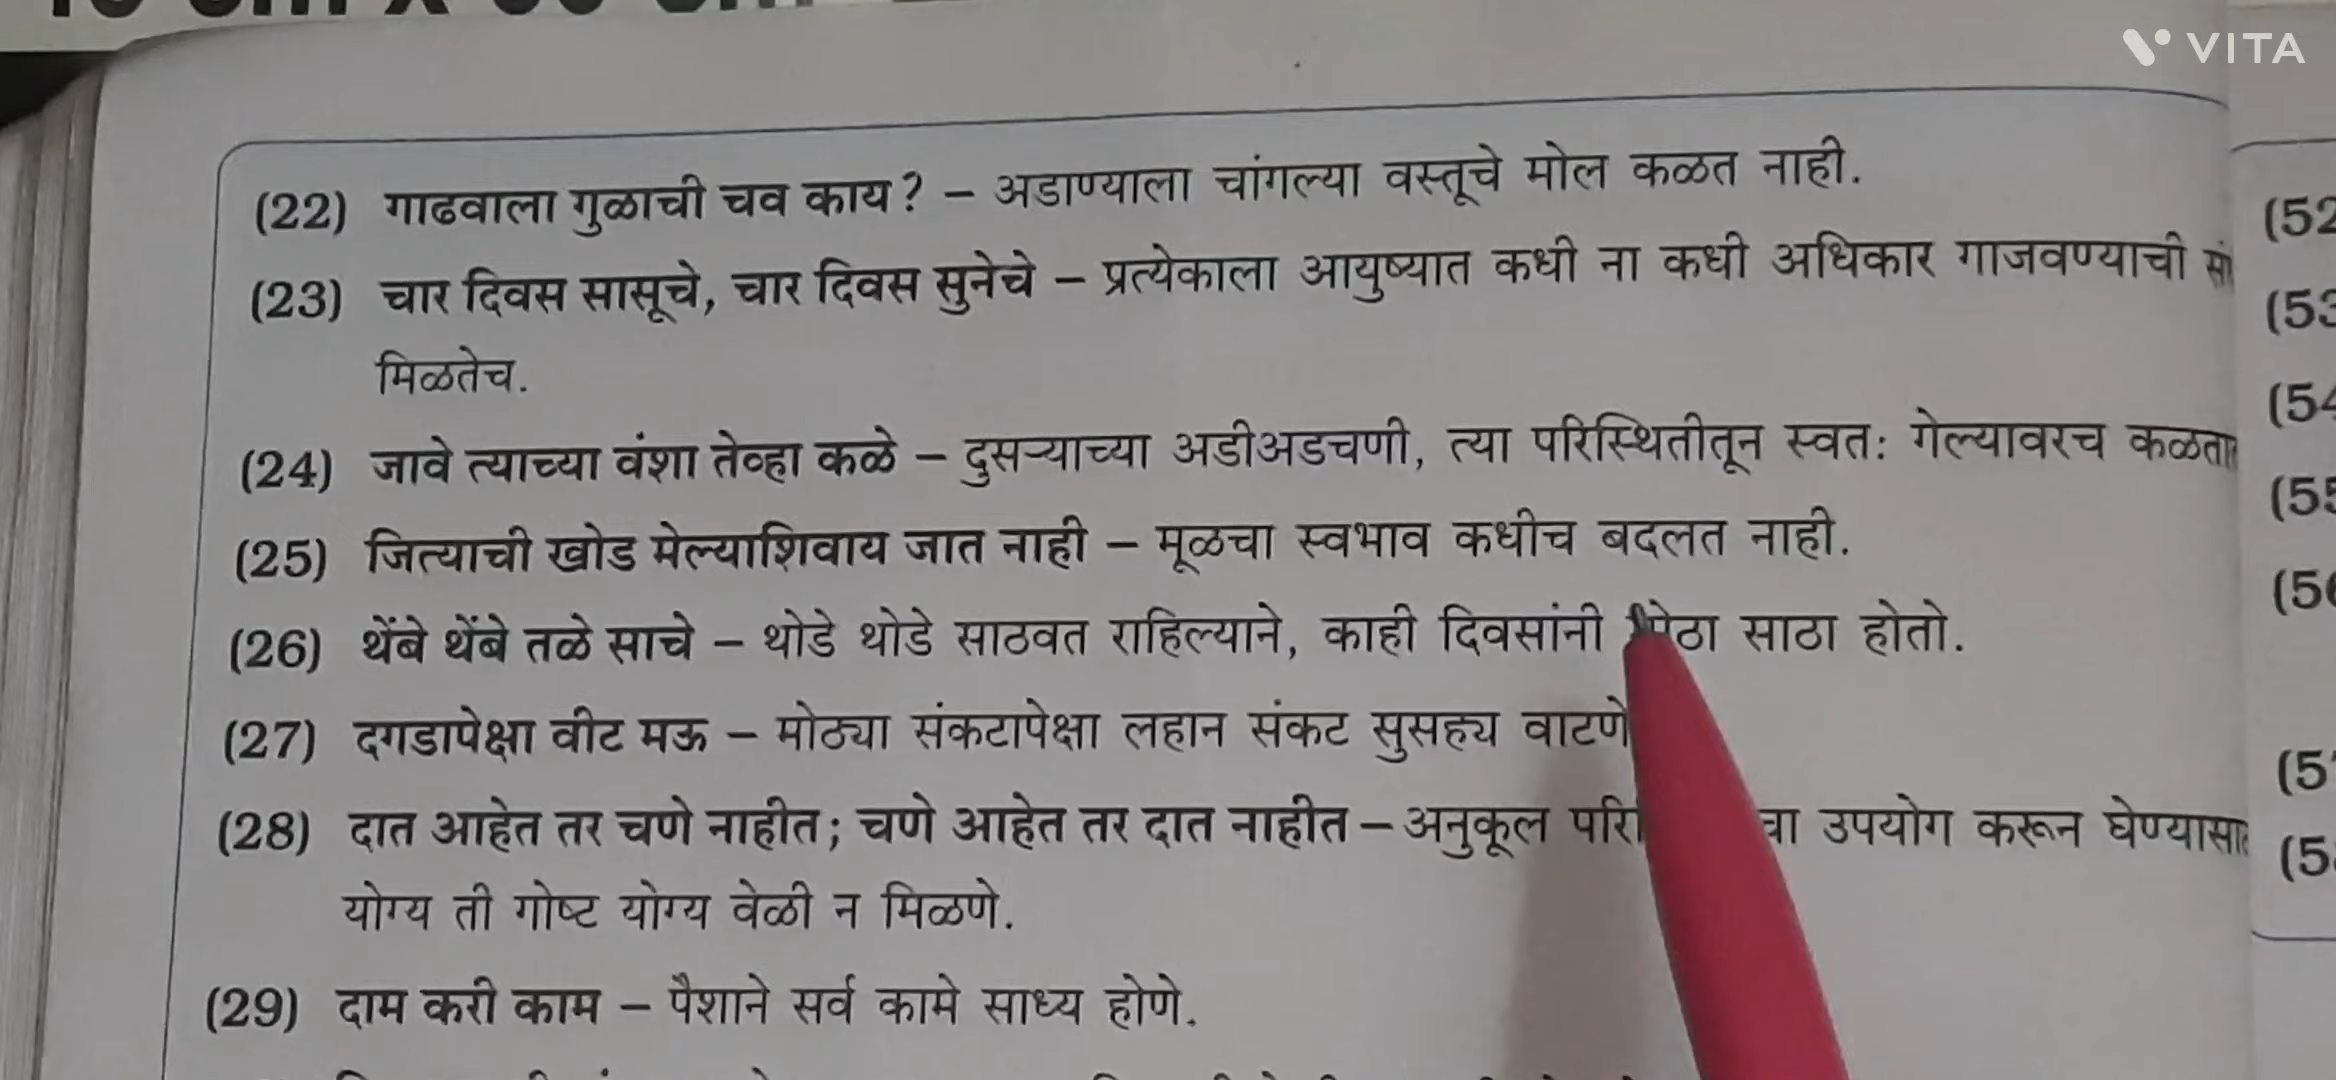 VITA
(22) गाढवाला गुळाची चव काय? – अडाण्याला चांगल्या वस्तूचे मोल कळत नाही.
(23) चार दिवस सासूचे, चार दिवस सुनेचे – प्रत्येकाला आयुष्यात कधी ना कधी अधिकार गाजवण्याची
मिळतेच.
(24) जावे त्याच्या वंशा तेव्हा कळे – दुसऱ्याच्या अडीअडचणी, त्या परिस्थितीतून स्वतः गेल्यावरच
(25) जित्याची खोड मेल्याशिवाय जात नाही – मूळचा स्वभाव कधीच बदलत नाही.
(26) थेंबे थेंबे तळे साचे – थोडे थोडे साठवत राहिल्याने, काही दिवसांनी साठा होतो.
(27) दगडापेक्षा वीट मऊ – मोठ्या संकटापेक्षा लहान संकट सुसह्य वाटणे
(28) दात आहेत तर चणे नाहीत; चणे आहेत तर दात नाहीत – अनुकूल उपयोग करून
योग्य ती गोष्ट योग्य वेळी न मिळणे.
(29) दाम करी काम – पैशाने सर्व कामे साध्य होणे.